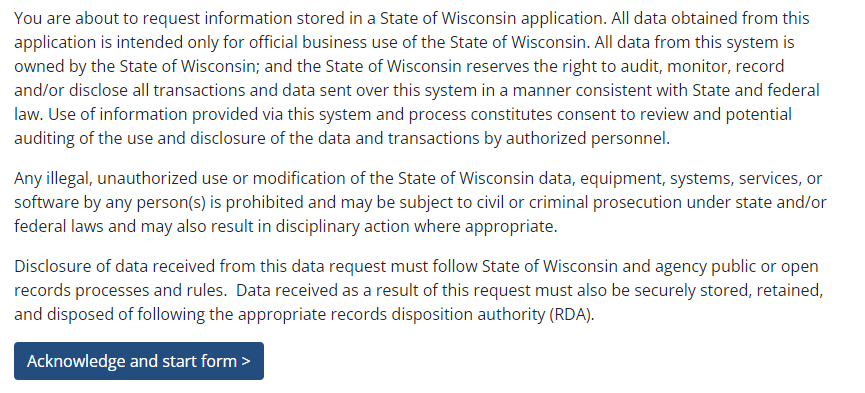 You are about to request information stored in a State of Wisconsin application. All data obtained from this
application is intended only for official business use of the State of Wisconsin. All data from this system is
owned by the State of Wisconsin; and the State of Wisconsin reserves the right to audit, monitor, record
and/or disclose all transactions and data sent over this system in a manner consistent with State and federal
law. Use of information provided via this system and process constitutes consent to review and potential
auditing of the use and disclosure of the data and transactions by authorized personnel.
Any illegal, unauthorized use or modification of the State of Wisconsin data, equipment, systems, services, or
software by any person(s) is prohibited and may be subject to civil or criminal prosecution under state and/or
federal laws and may also result in disciplinary action where appropriate.
Disclosure of data received from this data request must follow State of Wisconsin and agency public or open
records processes and rules.  Data received as a result of this request must also be securely stored, retained,
and disposed of following the appropriate records disposition authority (RDA).
Acknowledge and start form >